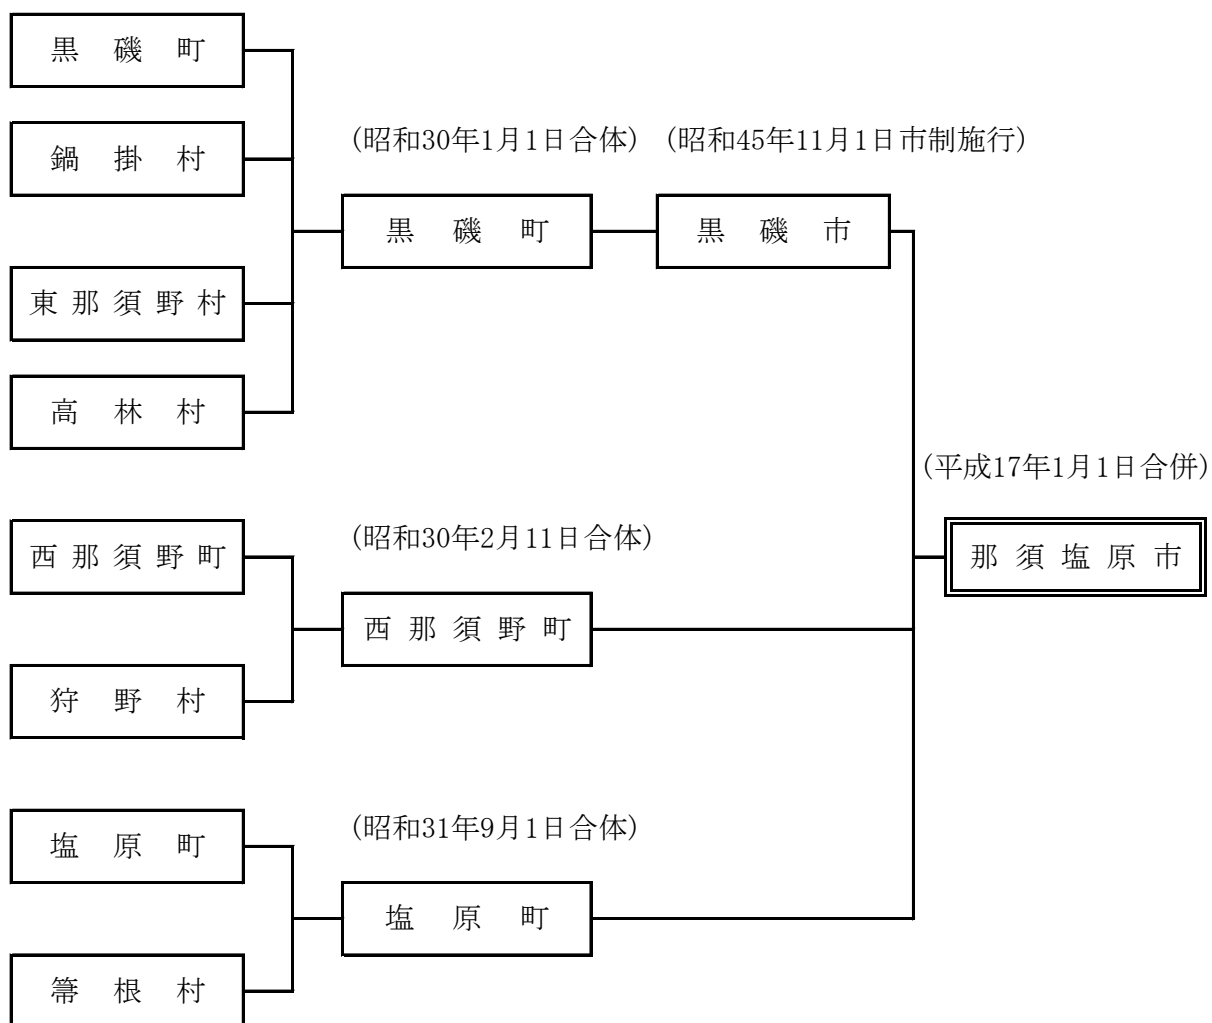 黒磯町
鍋掛村
(昭和30年1月1日合体) (昭和45年11月1日市制施行)
黒磯町
黒磯市
東那須野村
高林村
(平成17年1月1日合併)
西那須野町
(昭和30年2月11日合体)
那須塩原市
西那須野町
狩野村
塩原町
(昭和31年9月1日合体)
塩原町
箒根村